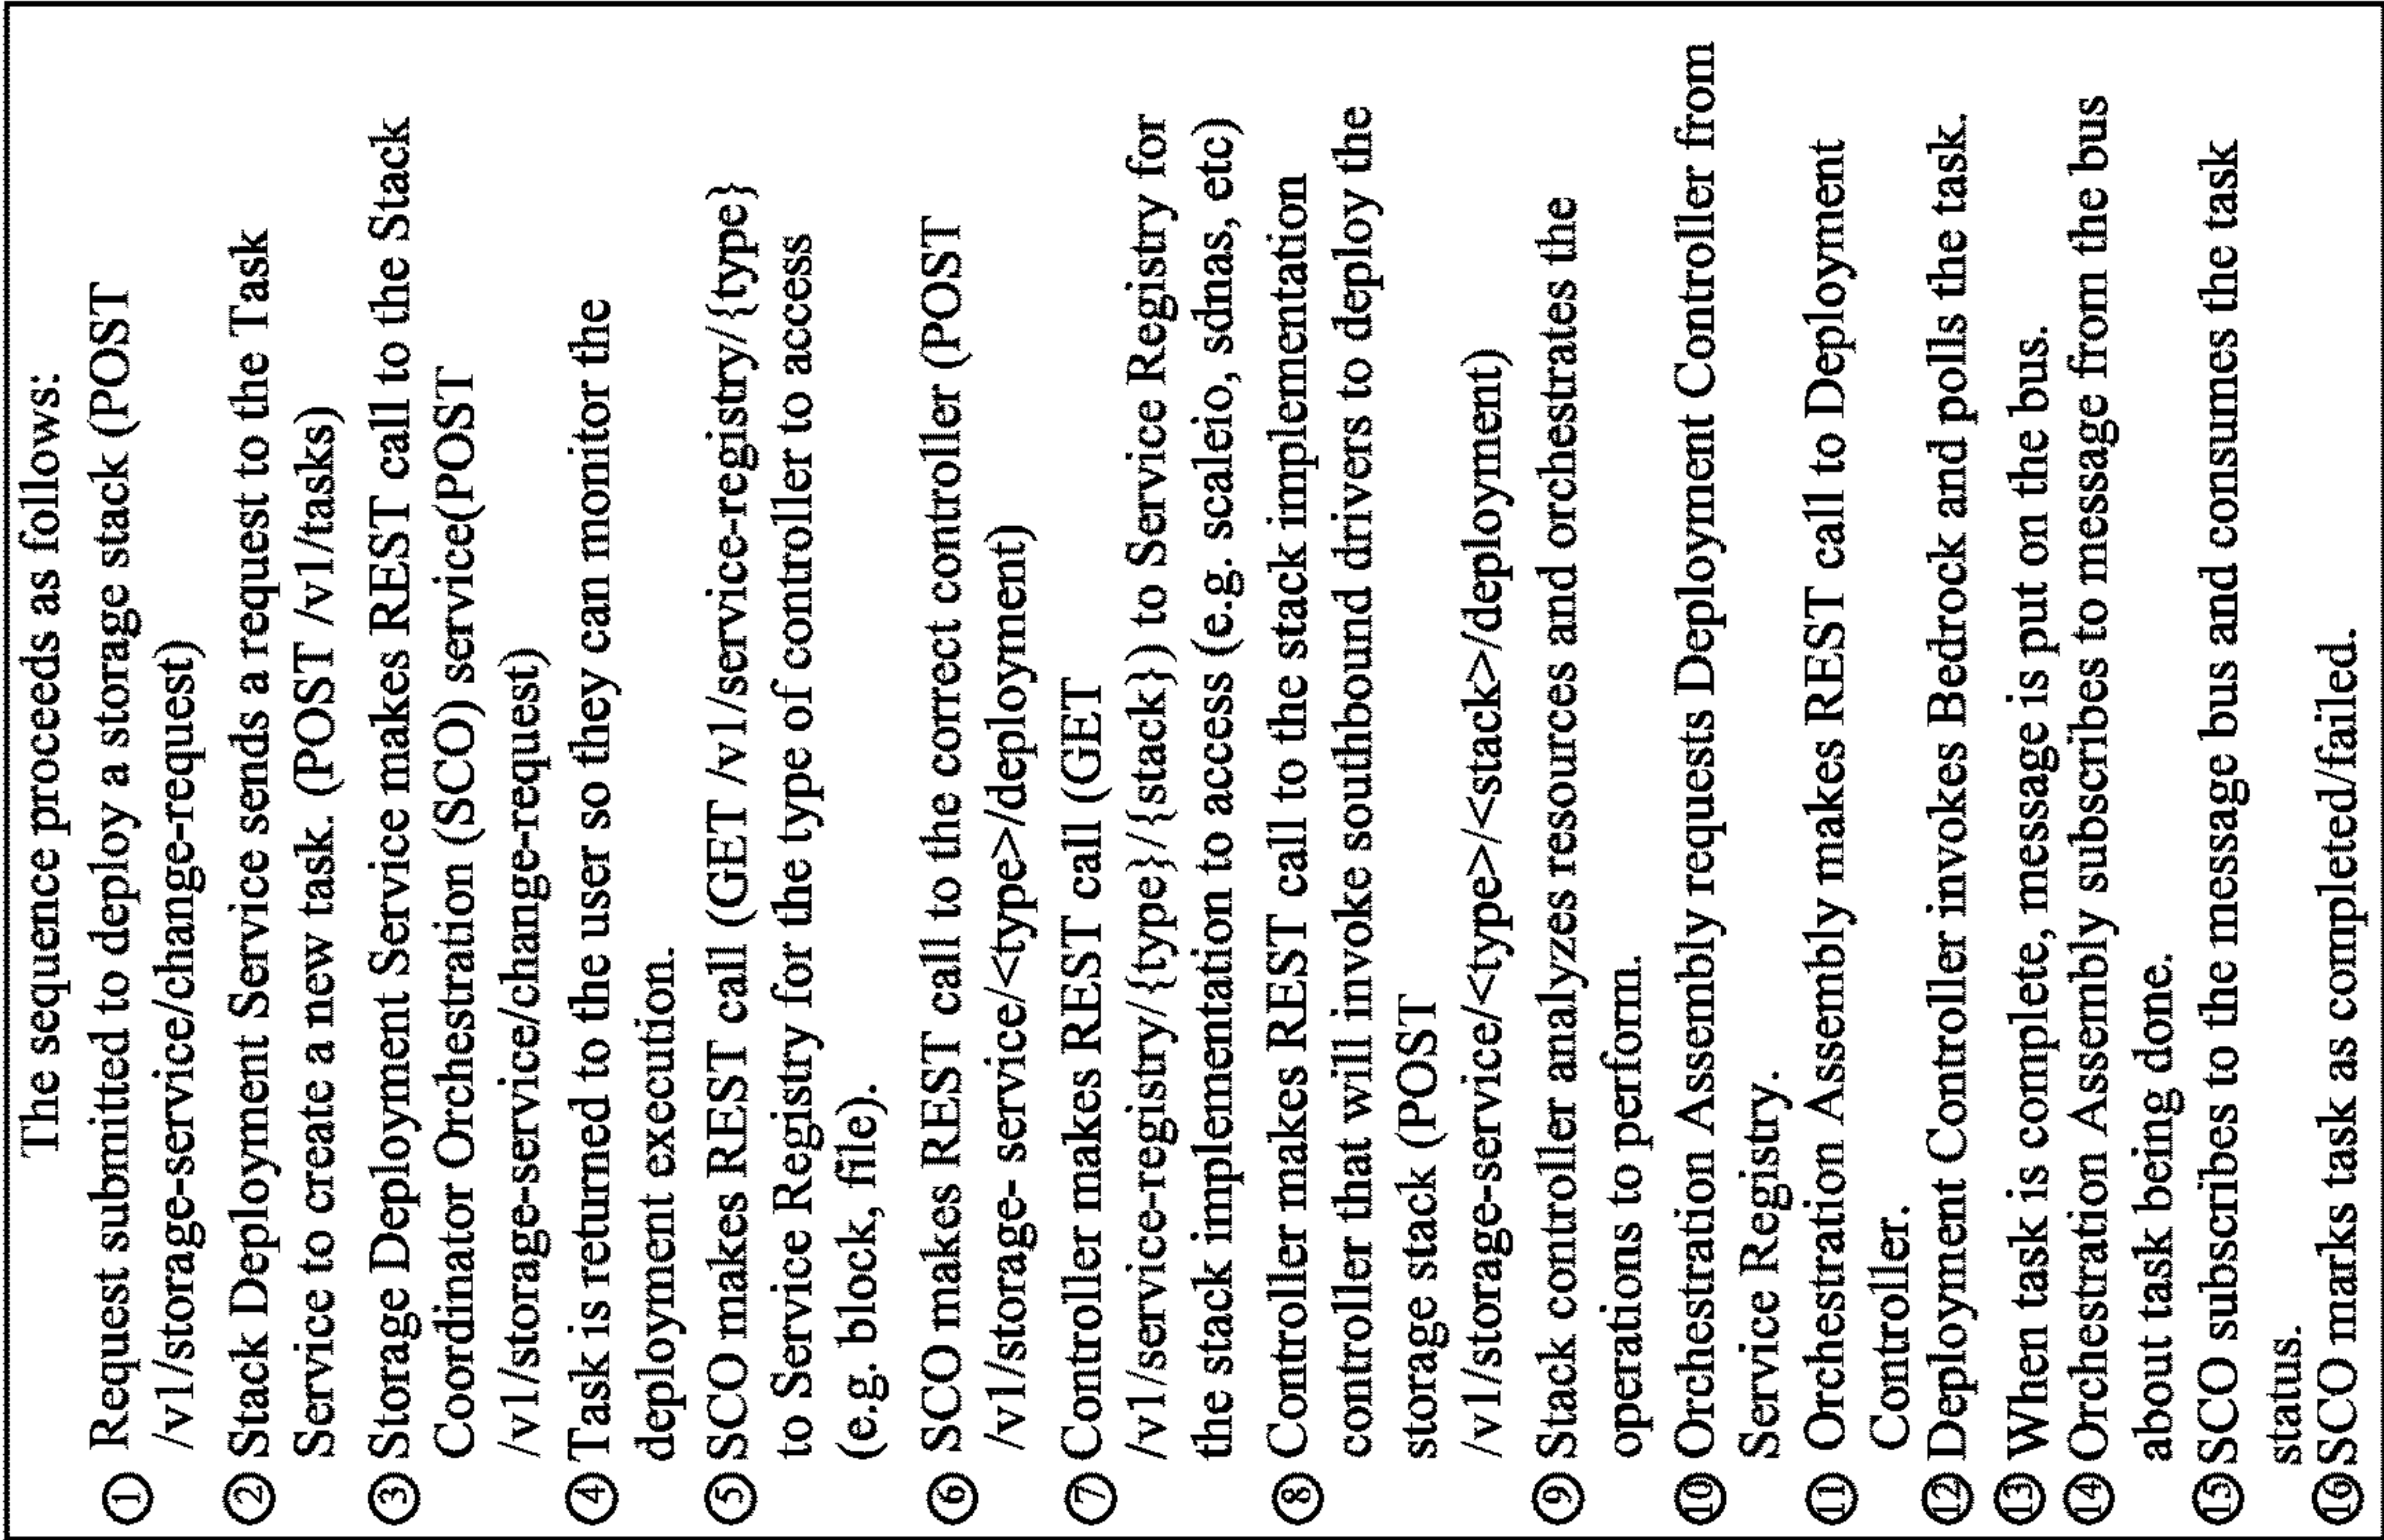 The sequence proceeds as follows:
① Request submitted to deploy a storage stack (POST
/v1/storage-service/change-request)
② Stack Deployment Service sends a request to the Task
Service to create a new task. (POST /v1/tasks)
③ Storage Deployment Service makes REST call to the Stack
Coordinator Orchestration (SCO) service(POST
/v1/storage-service/change-request)
④ Task is returned to the user so they can monitor the
deployment execution.
⑤ SCO makes REST call (GET /v1/service-registry/{type}
to Service Registry for the type of controller to access
(e.g. block, file).
⑥ SCO makes REST call to the correct controller (POST
/v1/storage- service/<type>/deployment)
⑦ Controller makes REST call (GET
/v1/service-registry/{type}/{stack}) to Service Registry for
the stack implementation to access (e.g. scaleio, sdnas, etc)
⑧ Controller makes REST call to the stack implementation
controller that will invoke southbound drivers to deploy the
storage stack (POST
/v1/storage-service/<type>/<stack>/deployment)
⑨ Stack controller analyzes resources and orchestrates the
operations to perform.
⑩ Orchestration Assembly requests Deployment Controller from
Service Registry.
⑪ Orchestration Assembly makes REST call to Deployment
Controller.
⑫ Deployment Controller invokes Bedrock and polls the task.
⑬ When task is complete, message is put on the bus.
⑭ Orchestration Assembly subscribes to message from the bus
about task being done.
⑮ SCO subscribes to the message bus and consumes the task
status.
⑯ SCO marks task as completed/failed.